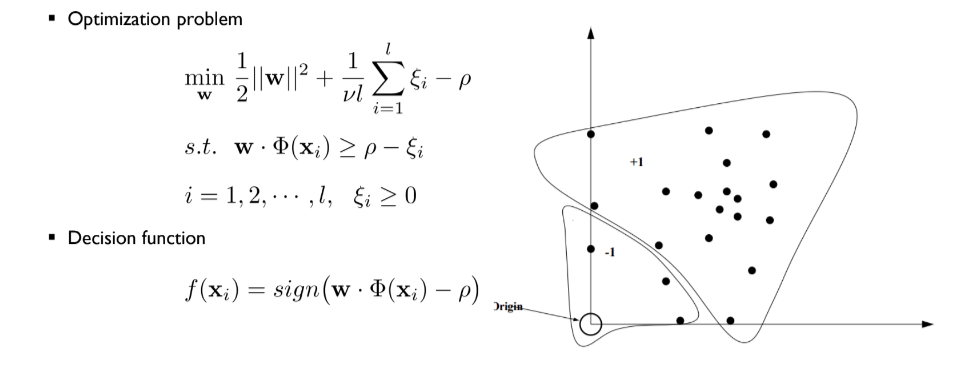 ▪ Optimization problem
min_w 1/2 ||w||² + 1/νl ∑_{i=1}^{l} ξ_i − ρ
s.t. w · Φ(x_i) ≥ ρ − ξ_i
i = 1, 2, ⋯ , l, ξ_i ≥ 0
▪ Decision function
f(x_i) = sign(w · Φ(x_i) − ρ)
+1
-1
Origin